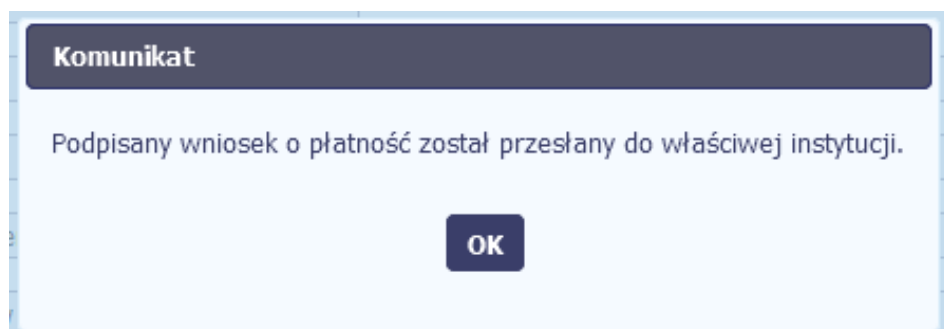 Komunikat
Podpisany wniosek o płatność został przesłany do właściwej instytucji.
OK